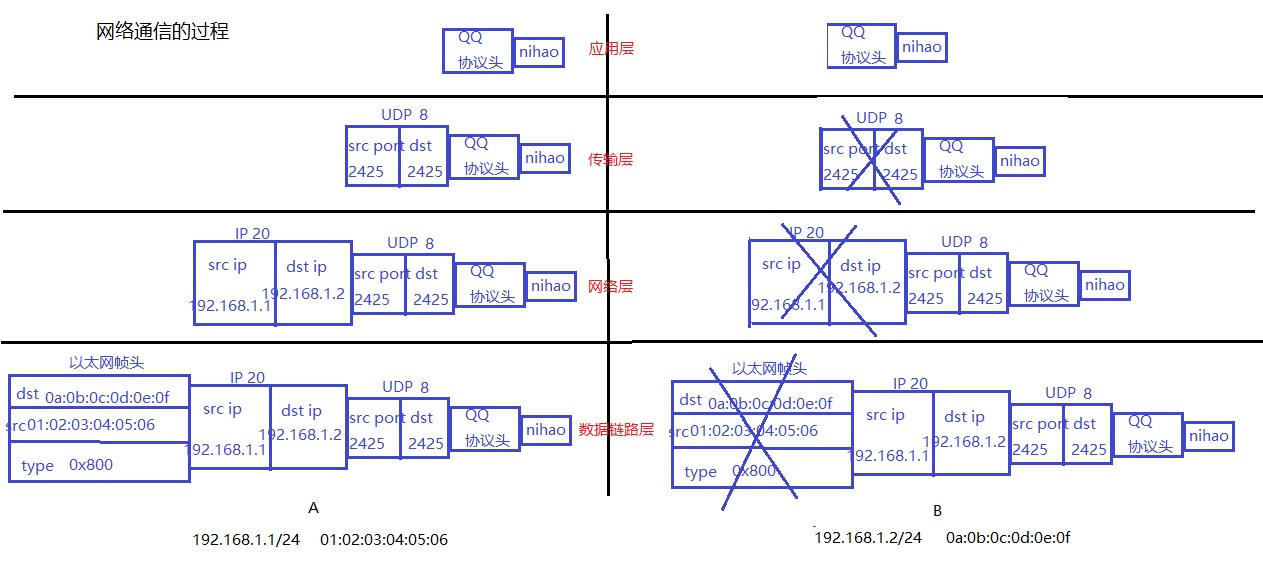 网络通信的过程
QQ
协议头
nihao
应用层
QQ
协议头
nihao
UDP 8
src port dst
2425 2425
QQ
协议头
nihao
传输层
UDP 8
src port dst
2425 2425
QQ
协议头
nihao
IP 20
src ip dst ip
192.168.1.1 192.168.1.2
UDP 8
src port dst
2425 2425
QQ
协议头
nihao
网络层
IP 20
src ip dst ip
92.168.1.1 192.168.1.2
UDP 8
src port dst
2425 2425
QQ
协议头
nihao
以太网帧头
dst 0a:0b:0c:0d:0e:0f
src 01:02:03:04:05:06
type 0x800
IP 20
src ip dst ip
192.168.1.1 192.168.1.2
UDP 8
src port dst
2425 2425
QQ
协议头
nihao
数据链路层
以太网帧头
dst 0a:0b:0c:0d:0e:0f
src 01:02:03:04:05:06
type 0x800
IP 20
src ip dst ip
192.168.1.1 192.168.1.2
UDP 8
src port dst
2425 2425
QQ
协议头
nihao
A
192.168.1.1/24 01:02:03:04:05:06
B
192.168.1.2/24 0a:0b:0c:0d:0e:0f